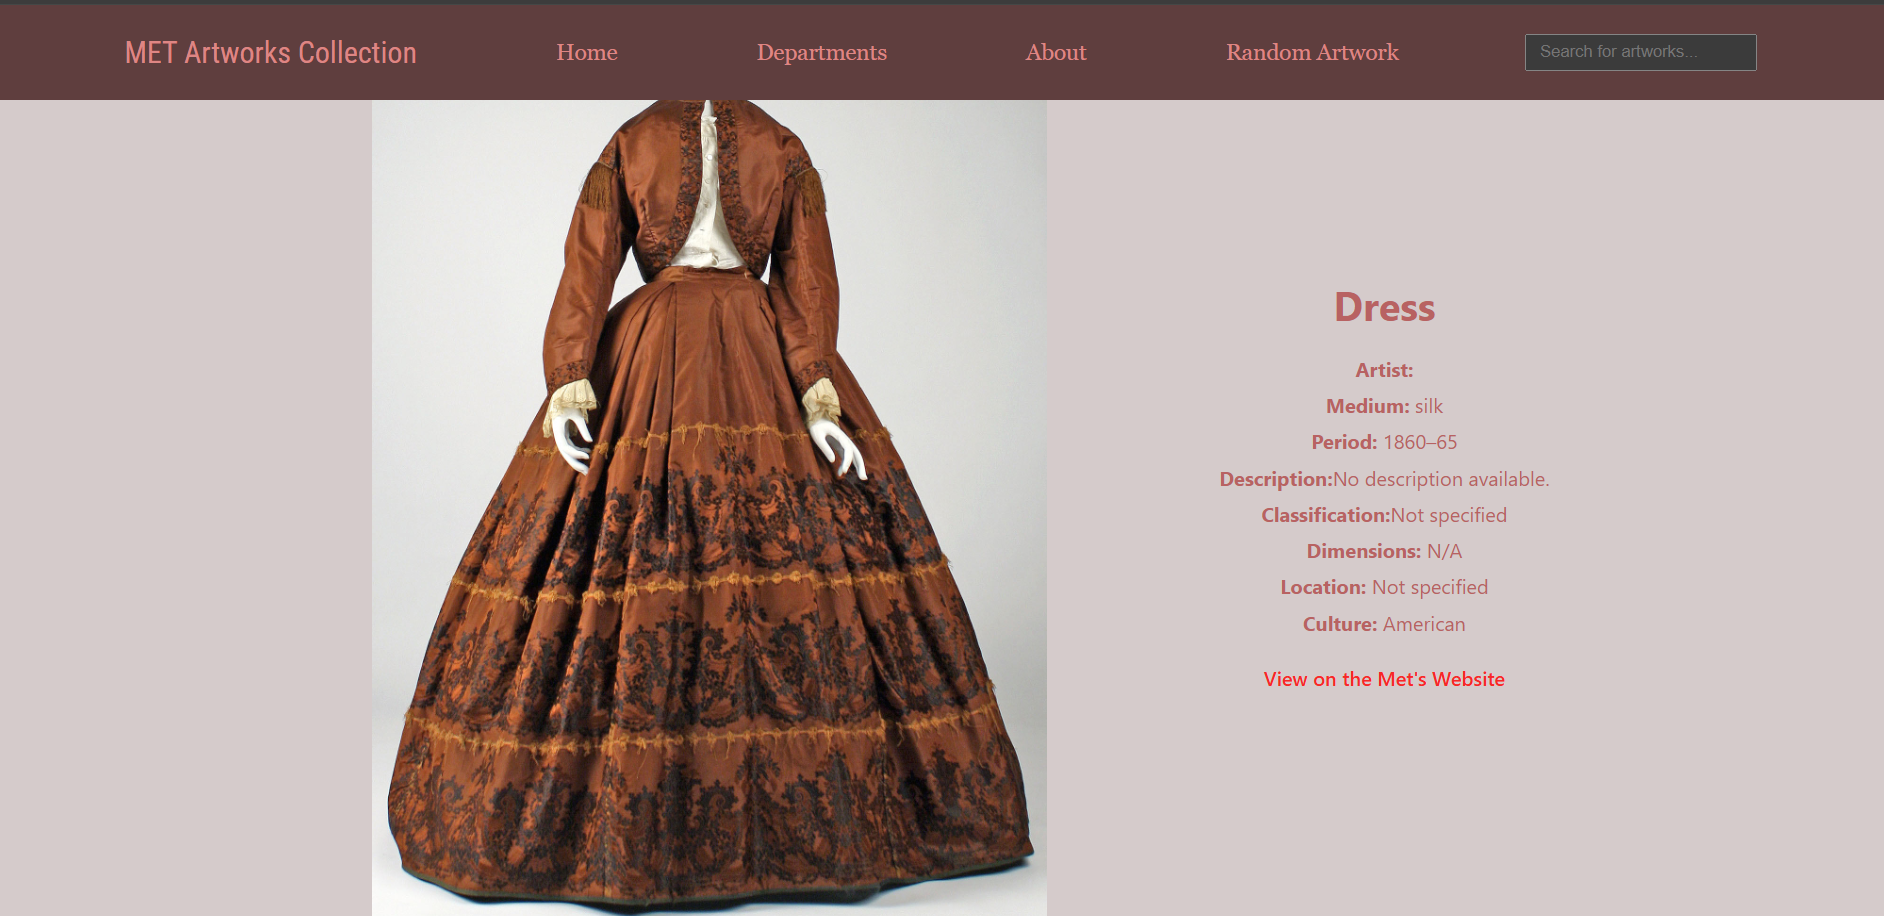 MET Artworks Collection
Home
Departments
About
Random Artwork
Search for artworks...
Dress
Artist:
Medium: silk
Period: 1860–65
Description:No description available.
Classification:Not specified
Dimensions: N/A
Location: Not specified
Culture: American
View on the Met's Website